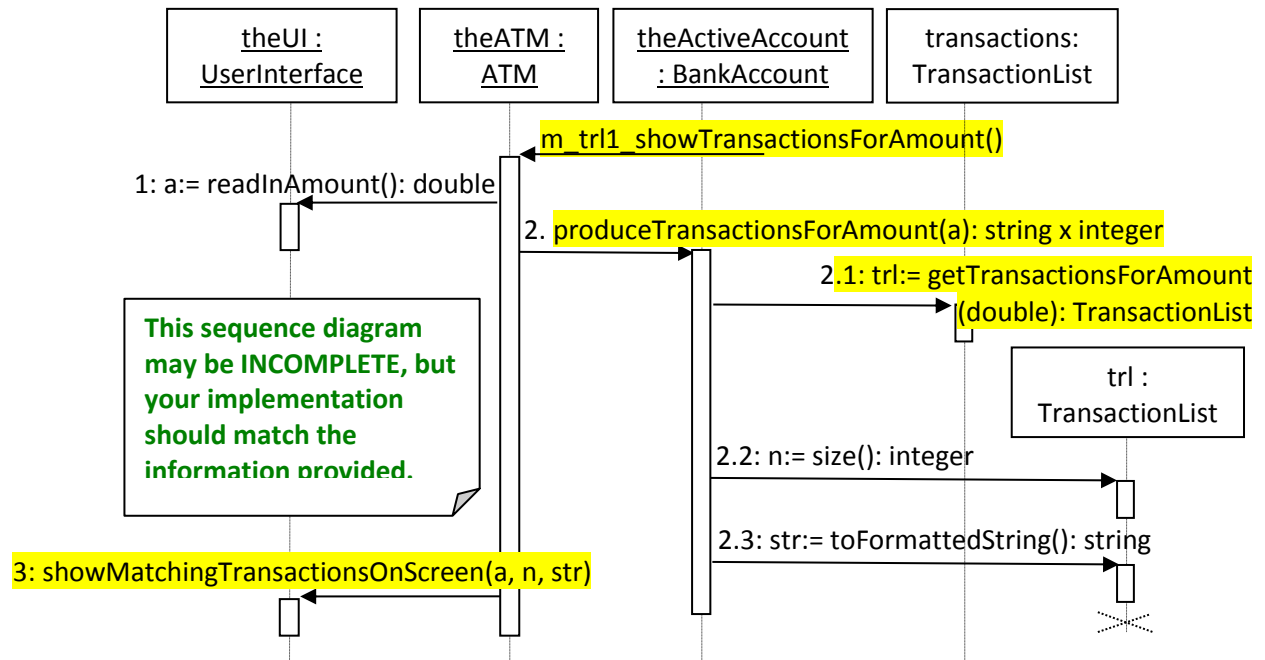 theUI :
UserInterface
theATM :
ATM
theActiveAccount
: BankAccount
transactions:
TransactionList
m_trl1_showTransactionsForAmount()
1: a:= readInAmount(): double
2. produceTransactionsForAmount(a): string x integer
2.1: trl:= getTransactionsForAmount
(double): TransactionList
This sequence diagram
may be INCOMPLETE, but
your implementation
should match the
information provided.
trl :
TransactionList
2.2: n:= size(): integer
2.3: str:= toFormattedString(): string
3: showMatchingTransactionsOnScreen(a, n, str)